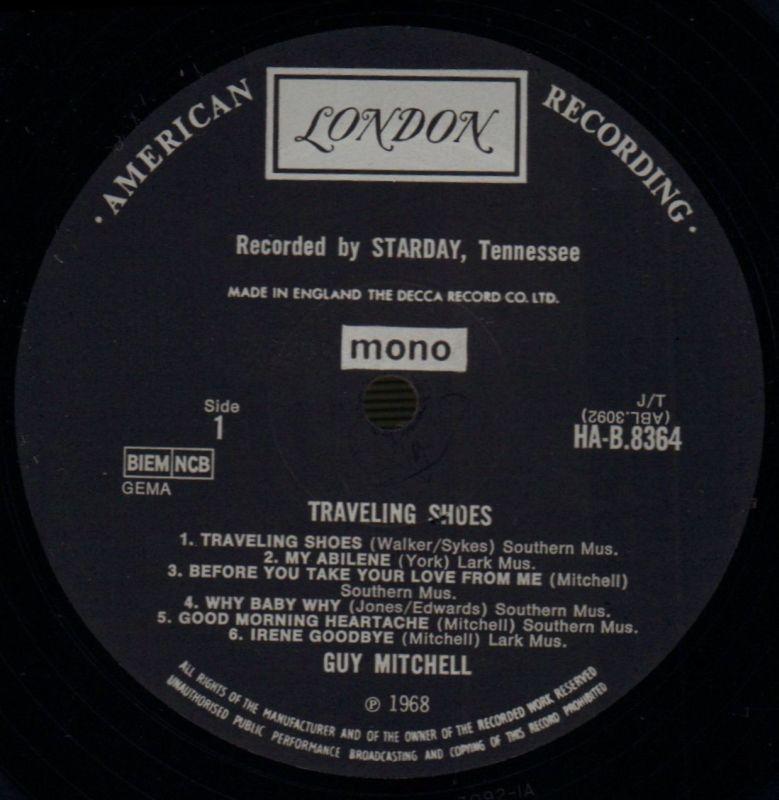 · AMERICAN RECORDING ·
LONDON
Recorded by STARDAY, Tennessee
MADE IN ENGLAND THE DECCA RECORD CO. LTD.
mono
Side
1
BIEM NCB
GEMA
J/T
(ABL.3092)
HA-B.8364
TRAVELING SHOES
1. TRAVELING SHOES (Walker/Sykes) Southern Mus.
2. MY ABILENE (York) Lark Mus.
3. BEFORE YOU TAKE YOUR LOVE FROM ME (Mitchell)
Southern Mus.
4. WHY BABY WHY (Jones/Edwards) Southern Mus.
5. GOOD MORNING HEARTACHE (Mitchell) Southern Mus.
6. IRENE GOODBYE (Mitchell) Lark Mus.
GUY MITCHELL
℗ 1968
ALL RIGHTS OF THE MANUFACTURER AND OF THE OWNER OF THE RECORDED WORK RESERVED
UNAUTHORISED PUBLIC PERFORMANCE BROADCASTING AND COPYING OF THIS RECORD PROHIBITED